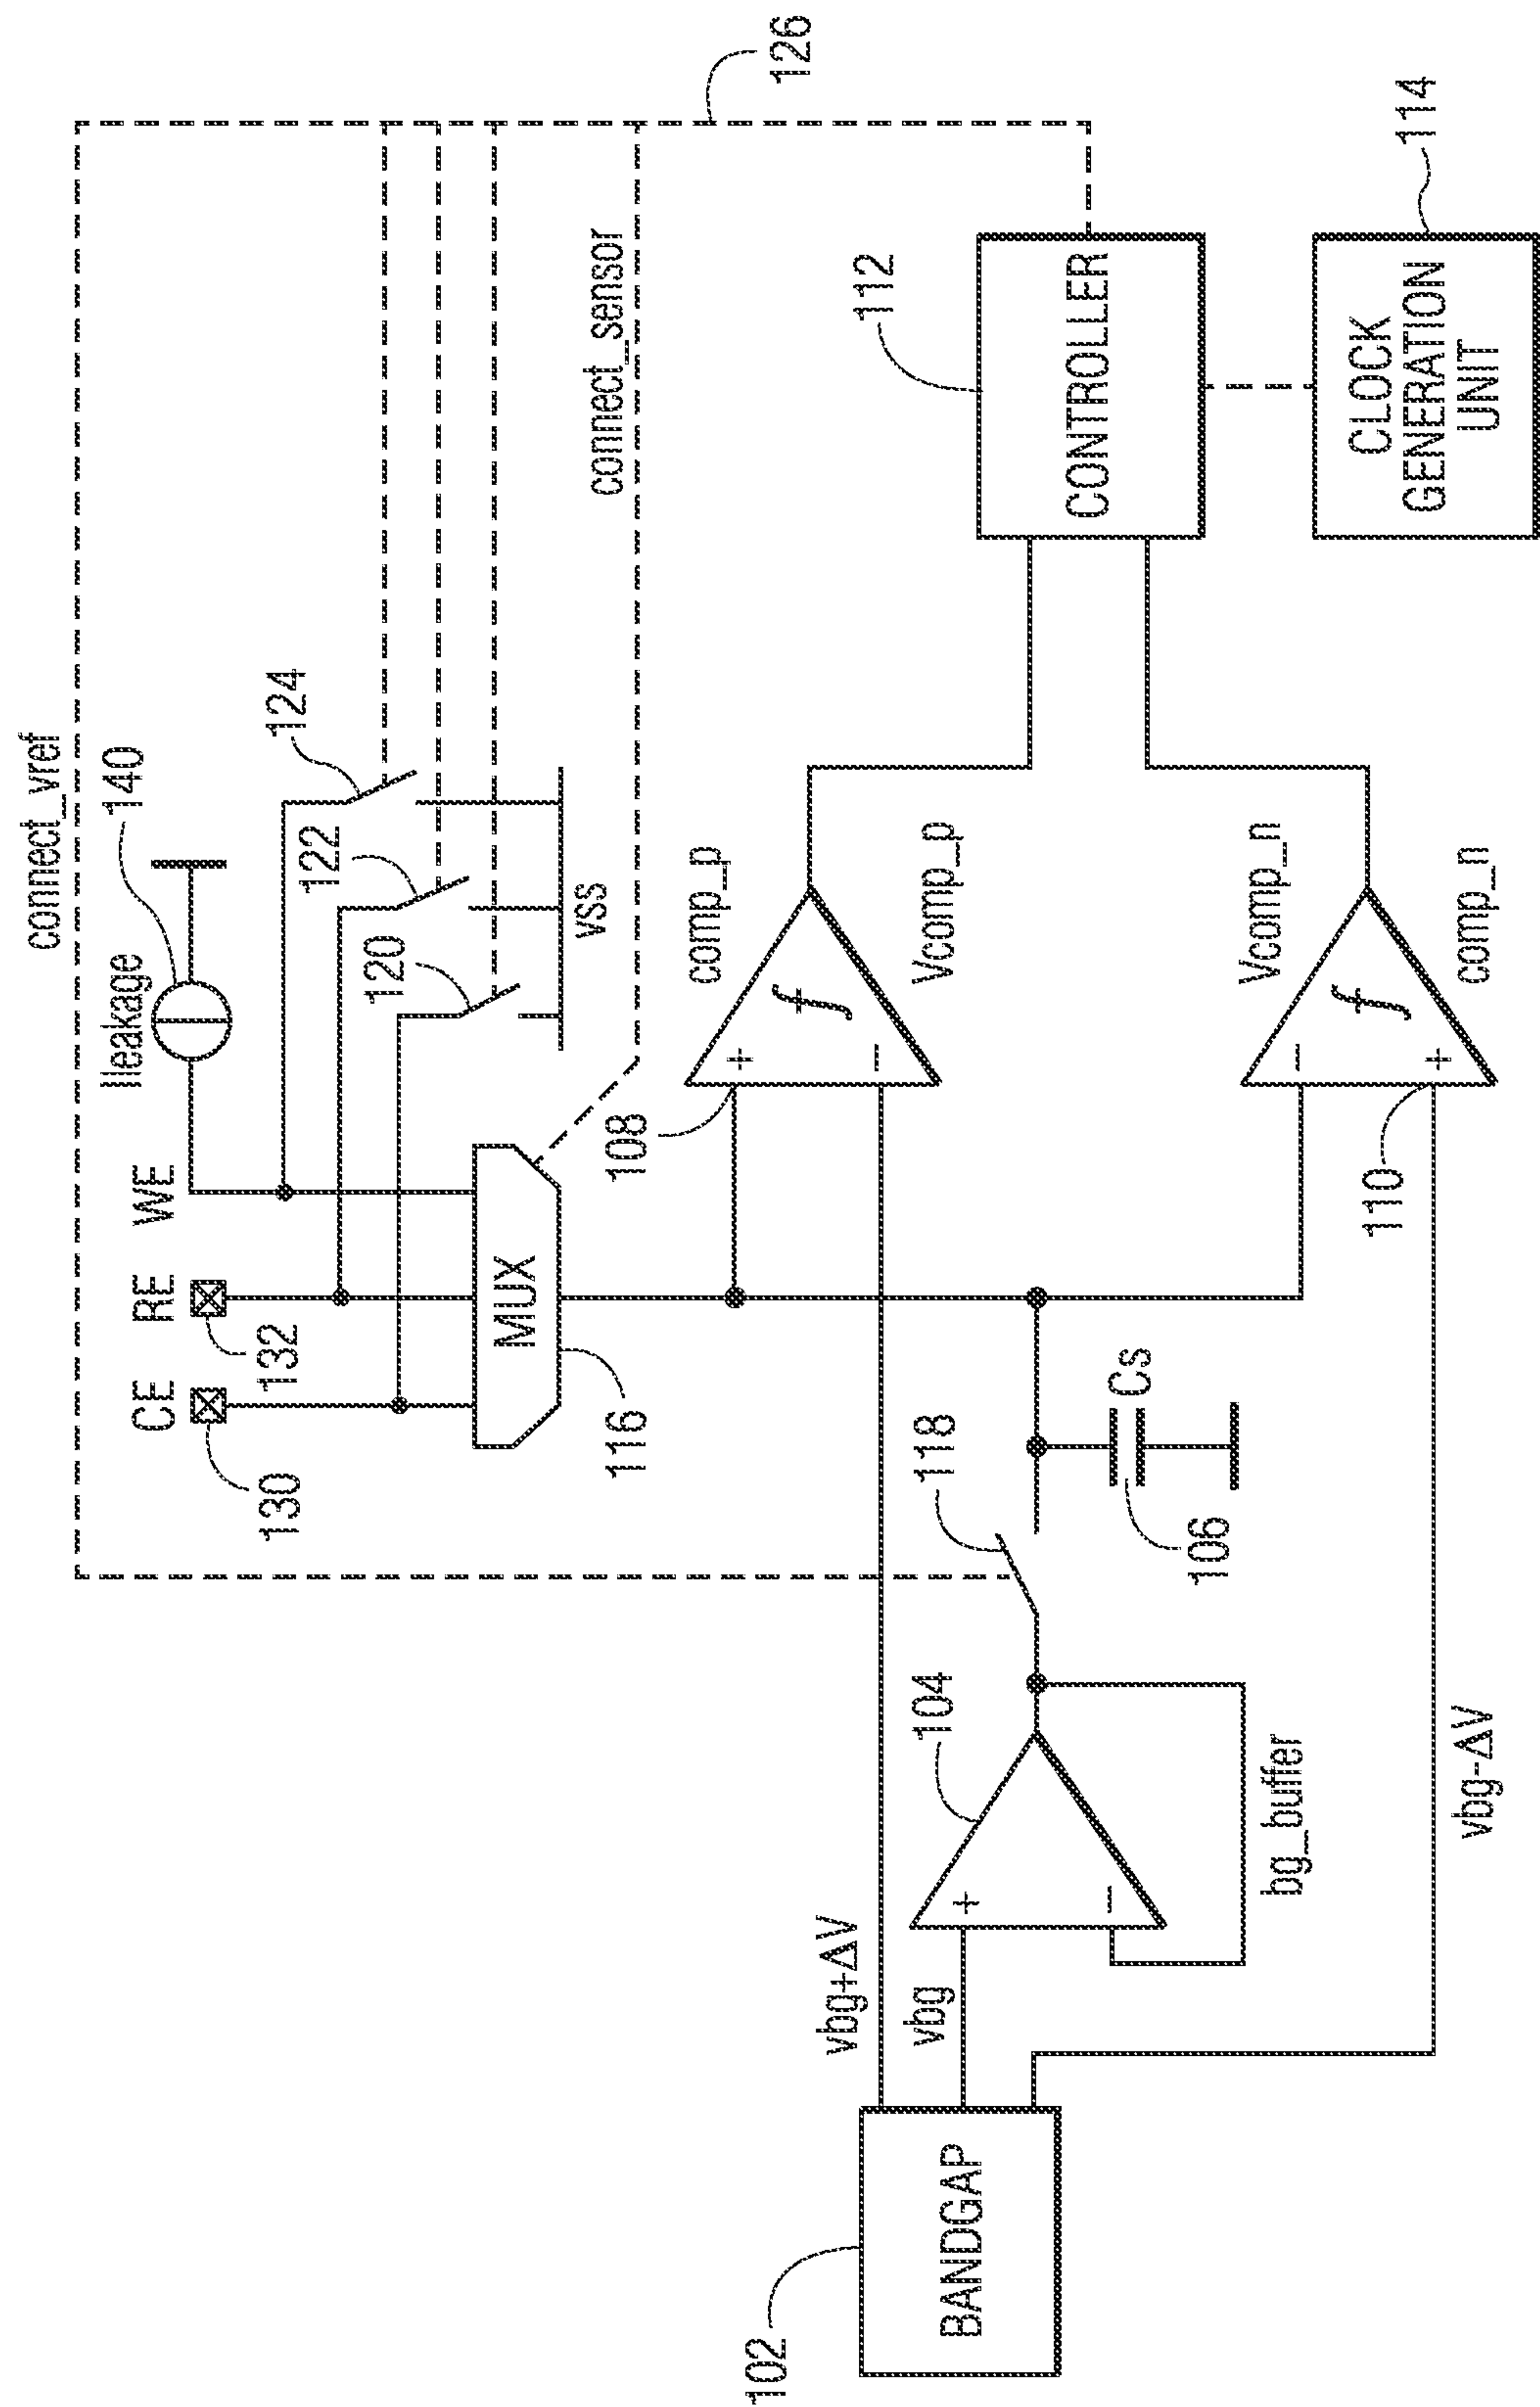 connect_vref
Ileakage
140
124
122
120
vss
CE
RE
WE
130
132
MUX
116
connect_sensor
126
108
comp_p
+
−
f
Vcomp_p
112
CONTROLLER
114
CLOCK
GENERATION
UNIT
110
Vcomp_n
−
+
f
comp_n
118
Cs
106
104
+
−
bg_buffer
vbg+ΔV
vbg
vbg−ΔV
102
BANDGAP